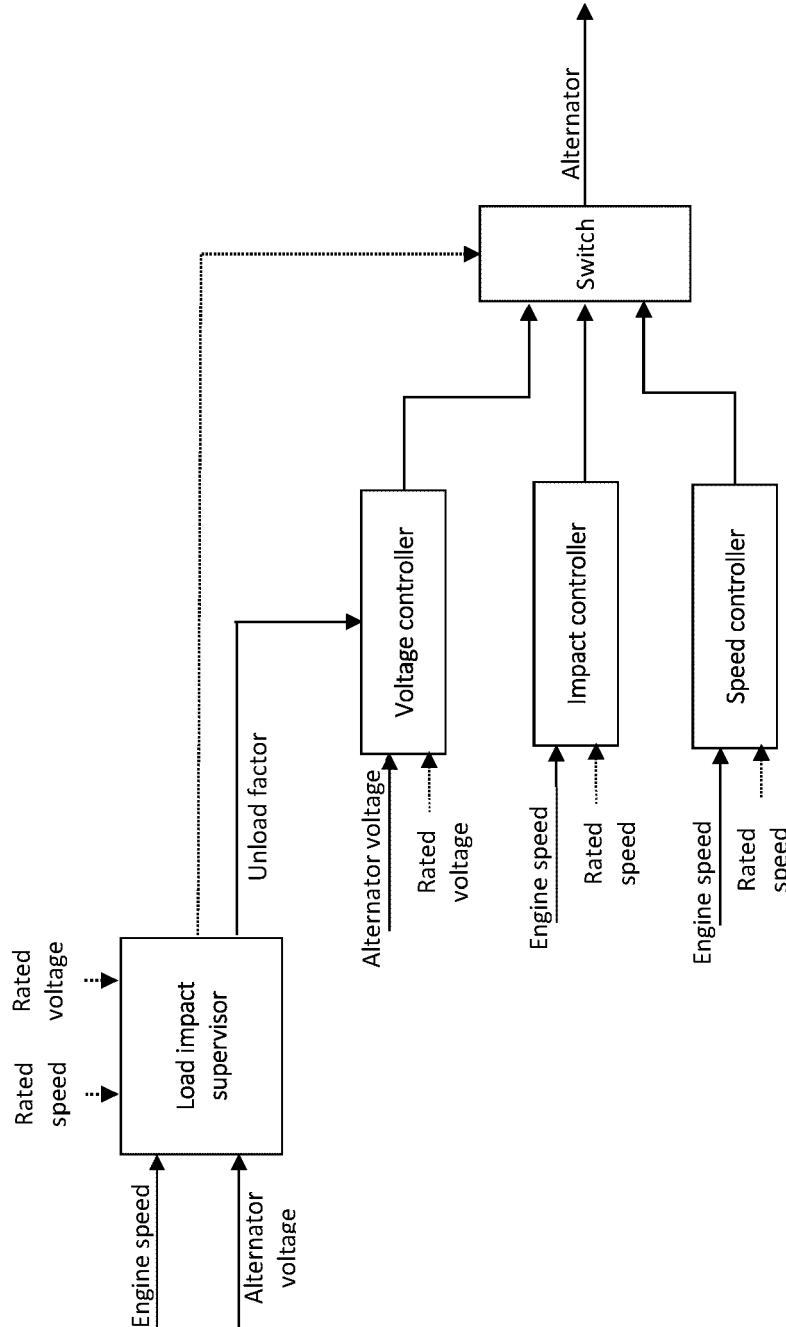 Engine speed
Alternator
voltage
Rated
speed
Rated
voltage
Load impact
supervisor
Unload factor
Alternator voltage
Rated
voltage
Voltage controller
Engine speed
Rated
speed
Impact controller
Engine speed
Rated
speed
Speed controller
Switch
Alternator